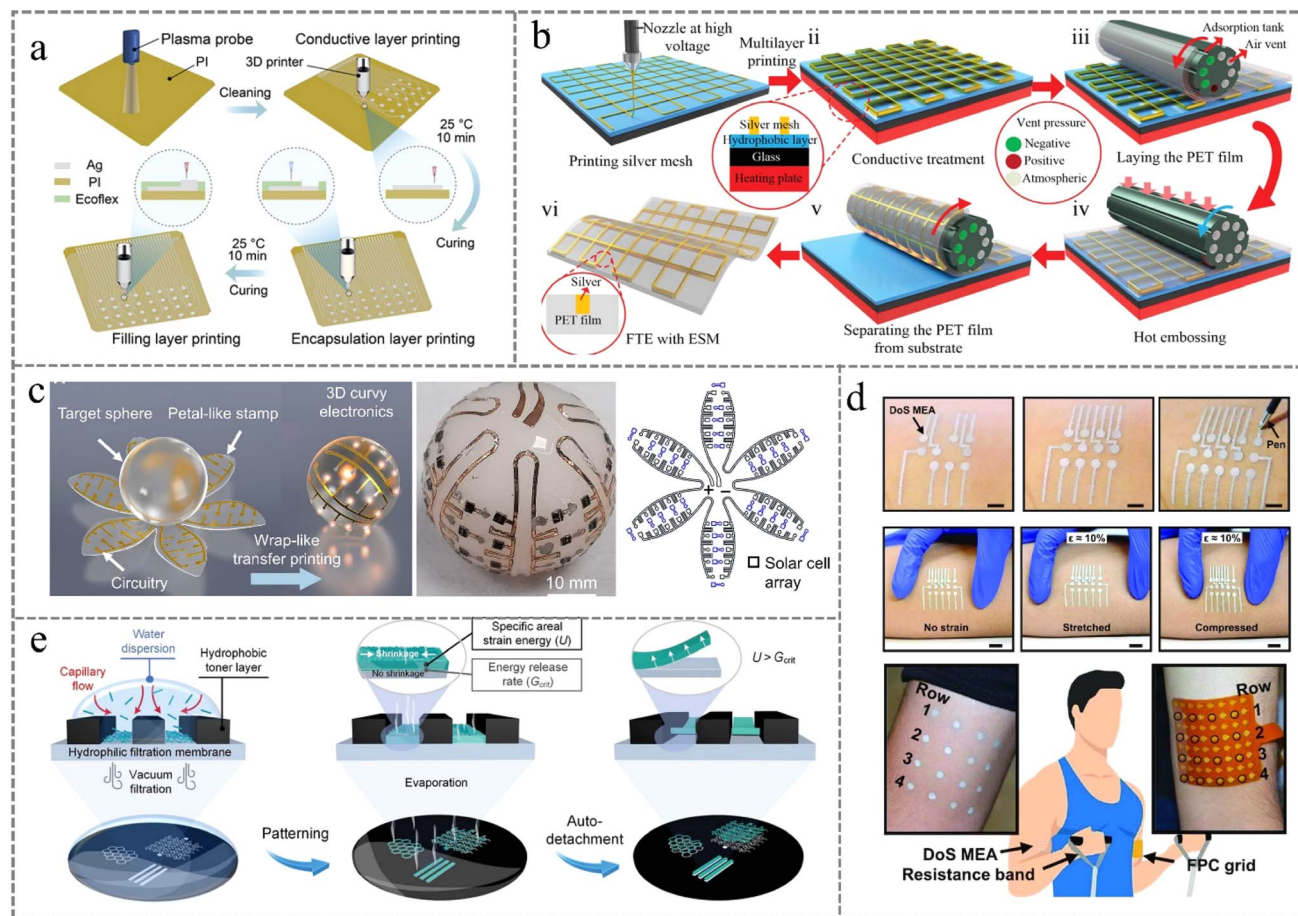 a
Plasma probe
PI
Cleaning
Conductive layer printing
3D printer
25 °C
10 min
Curing
Ag
PI
Ecoflex
25 °C
10 min
Curing
Filling layer printing
Encapsulation layer printing
b
i
Nozzle at high
voltage
Printing silver mesh
Multilayer
printing
ii
Silver mesh
Hydrophobic layer
Glass
Heating plate
Conductive treatment
iii
Adsorption tank
Air vent
Vent pressure
Negative
Positive
Atmospheric
Laying the PET film
iv
Hot embossing
v
Separating the PET film
from substrate
vi
Silver
PET film
FTE with ESM
c
Target sphere
Petal-like stamp
Circuitry
Wrap-like
transfer printing
3D curvy
electronics
10 mm
+ −
Solar cell
array
d
DoS MEA
Pen
No strain
ε ≈ 10%
Stretched
ε ≈ 10%
Compressed
Row
1
2
3
4
Row
1
2
3
4
DoS MEA
Resistance band
FPC grid
e
Water
dispersion
Capillary
flow
Hydrophobic
toner layer
Hydrophilic filtration membrane
Vacuum
filtration
Patterning
Specific areal
strain energy (U)
Shrinkage
No shrinkage
Energy release
rate (Gcrit)
Evaporation
Auto-
detachment
U > Gcrit